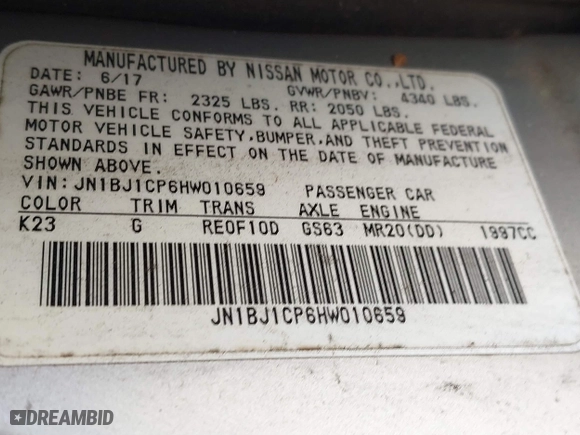 MANUFACTURED BY NISSAN MOTOR CO.,LTD.
DATE: 6/17 GVWR/PNBV: 4340 LBS.
GAWR/PNBE FR: 2325 LBS. RR: 2050 LBS.
THIS VEHICLE CONFORMS TO ALL APPLICABLE FEDERAL
MOTOR VEHICLE SAFETY,BUMPER,AND THEFT PREVENTION
STANDARDS IN EFFECT ON THE DATE OF MANUFACTURE
SHOWN ABOVE.
VIN:JN1BJ1CP6HW010659 PASSENGER CAR
COLOR TRIM TRANS AXLE ENGINE
K23 G RE0F10D GS63 MR20(DD) 1997CC
JN1BJ1CP6HW010659
DREAMBID